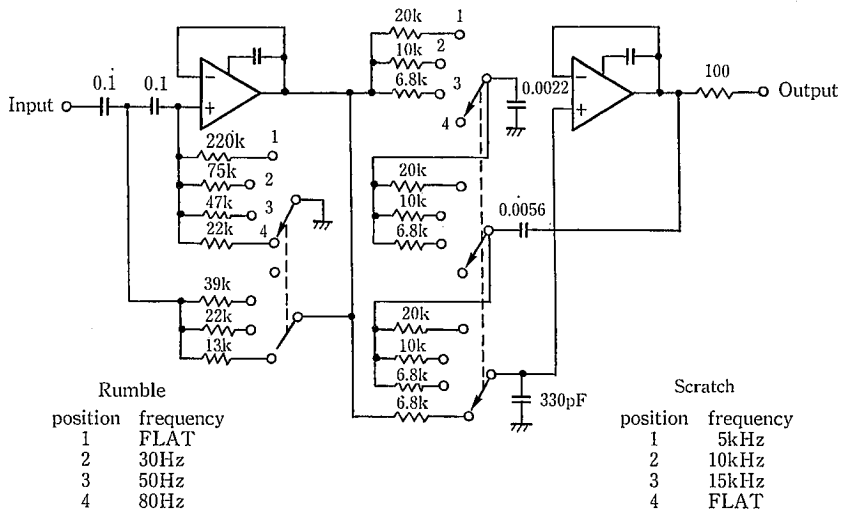 20k 1
10k 2
6.8k 3
4
0.1 0.1
Input
−
+
220k 1
75k 2
47k 3
22k 4
39k
22k
13k
0.0022
20k
10k
6.8k
0.0056
20k
10k
6.8k
6.8k
330pF
−
+
100
Output
Rumble
position frequency
1 FLAT
2 30Hz
3 50Hz
4 80Hz
Scratch
position frequency
1 5kHz
2 10kHz
3 15kHz
4 FLAT